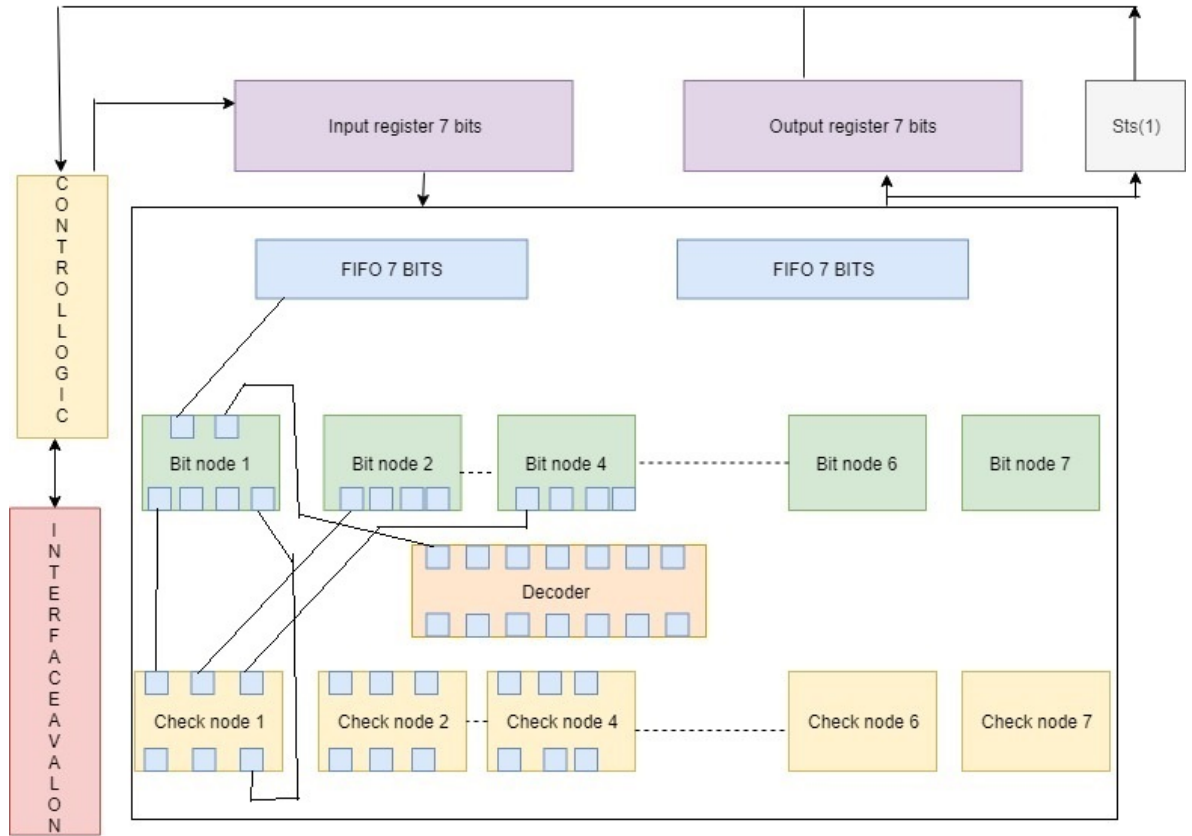 Input register 7 bits
Output register 7 bits
Sts(1)
CONTROLLOGIC
FIFO 7 BITS
FIFO 7 BITS
Bit node 1
Bit node 2
Bit node 4
Bit node 6
Bit node 7
INTERFACEAVALON
Decoder
Check node 1
Check node 2
Check node 4
Check node 6
Check node 7